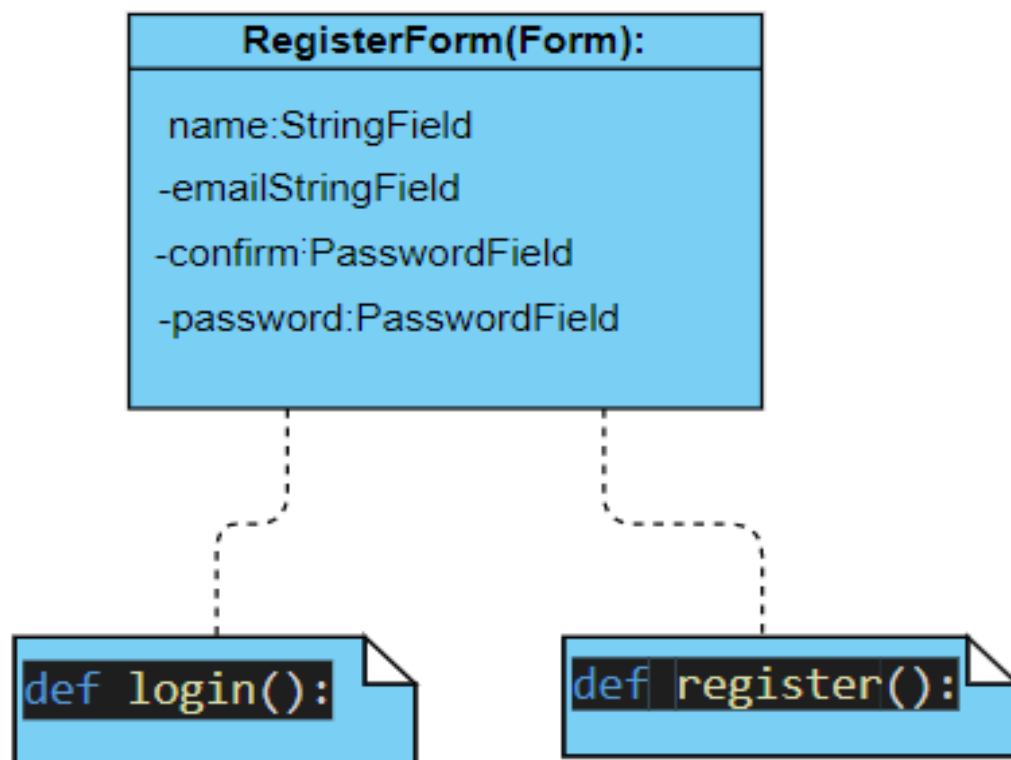 RegisterForm(Form):
name:StringField
-emailStringField
-confirm:PasswordField
-password:PasswordField
def login():
def register():